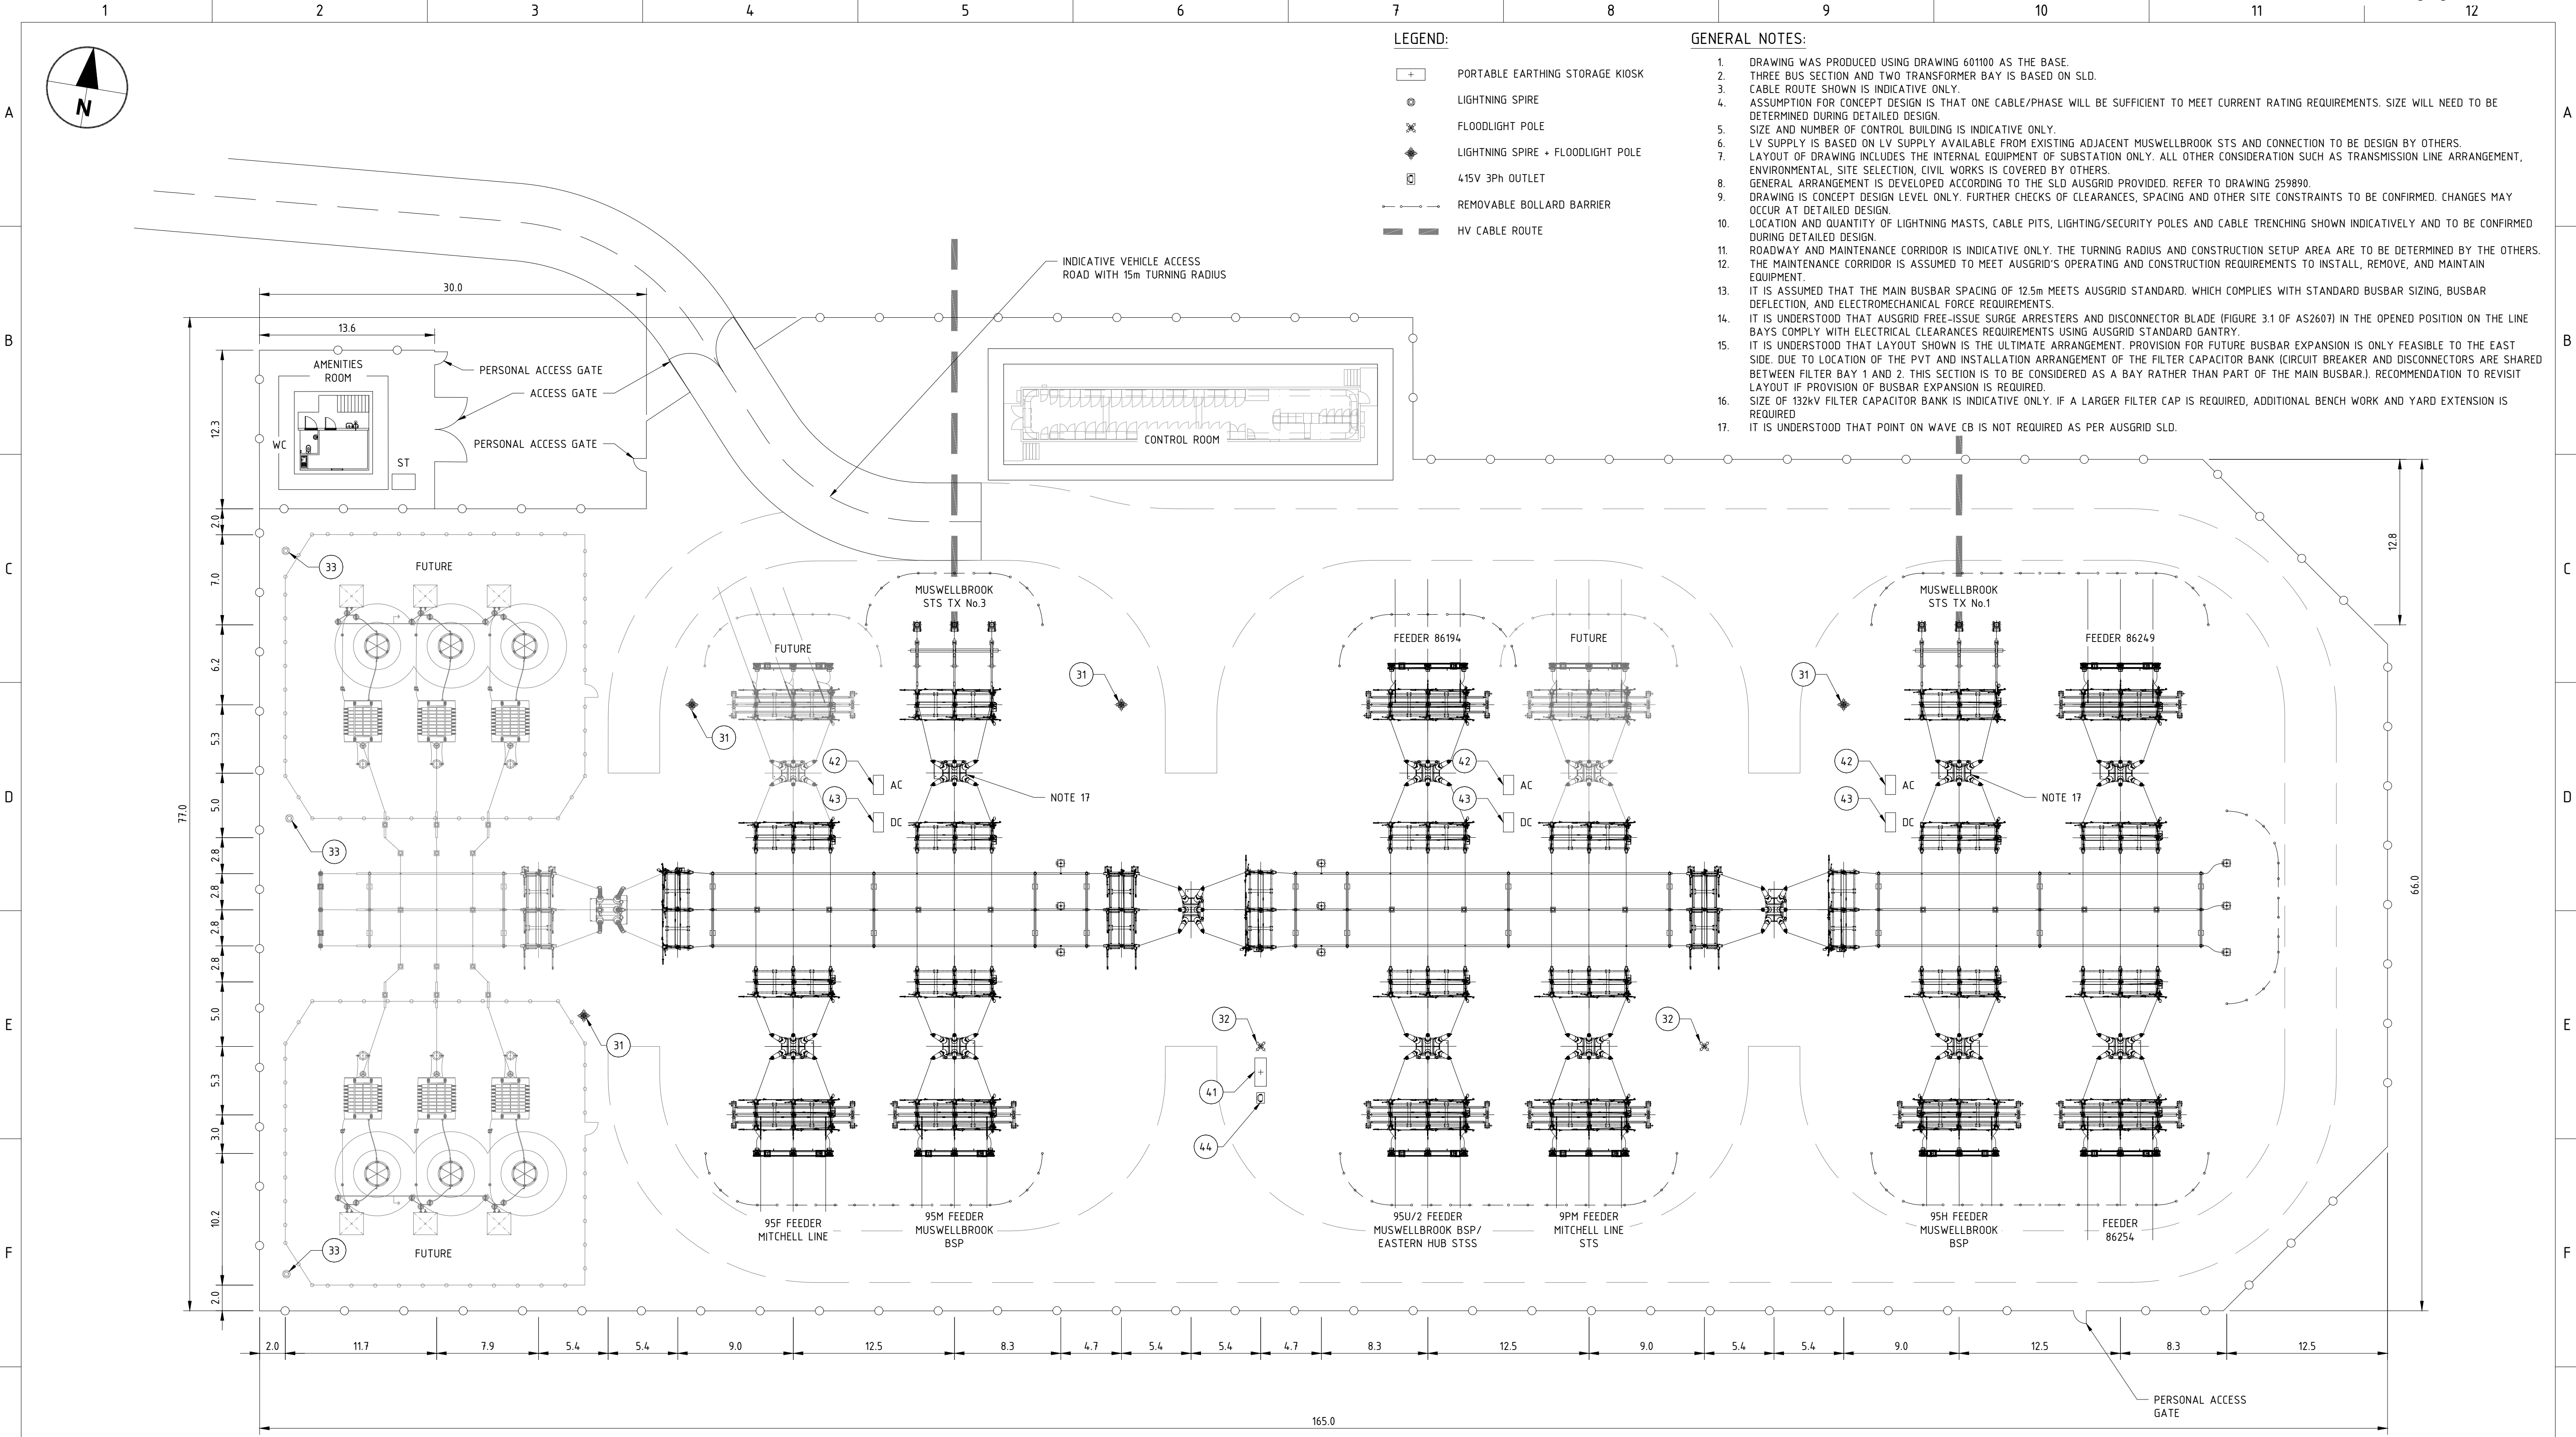 1 2 3 4 5 6 7 8 9 10 11 12
A A
B B
C C
D D
E E
F F
N
LEGEND:
PORTABLE EARTHING STORAGE KIOSK
LIGHTNING SPIRE
FLOODLIGHT POLE
LIGHTNING SPIRE + FLOODLIGHT POLE
415V 3Ph OUTLET
REMOVABLE BOLLARD BARRIER
HV CABLE ROUTE
GENERAL NOTES:
1. DRAWING WAS PRODUCED USING DRAWING 601100 AS THE BASE.
2. THREE BUS SECTION AND TWO TRANSFORMER BAY IS BASED ON SLD.
3. CABLE ROUTE SHOWN IS INDICATIVE ONLY.
4. ASSUMPTION FOR CONCEPT DESIGN IS THAT ONE CABLE/PHASE WILL BE SUFFICIENT TO MEET CURRENT RATING REQUIREMENTS. SIZE WILL NEED TO BE
DETERMINED DURING DETAILED DESIGN.
5. SIZE AND NUMBER OF CONTROL BUILDING IS INDICATIVE ONLY.
6. LV SUPPLY IS BASED ON LV SUPPLY AVAILABLE FROM EXISTING ADJACENT MUSWELLBROOK STS AND CONNECTION TO BE DESIGN BY OTHERS.
7. LAYOUT OF DRAWING INCLUDES THE INTERNAL EQUIPMENT OF SUBSTATION ONLY. ALL OTHER CONSIDERATION SUCH AS TRANSMISSION LINE ARRANGEMENT,
ENVIRONMENTAL, SITE SELECTION, CIVIL WORKS IS COVERED BY OTHERS.
8. GENERAL ARRANGEMENT IS DEVELOPED ACCORDING TO THE SLD AUSGRID PROVIDED. REFER TO DRAWING 259890.
9. DRAWING IS CONCEPT DESIGN LEVEL ONLY. FURTHER CHECKS OF CLEARANCES, SPACING AND OTHER SITE CONSTRAINTS TO BE CONFIRMED. CHANGES MAY
OCCUR AT DETAILED DESIGN.
10. LOCATION AND QUANTITY OF LIGHTNING MASTS, CABLE PITS, LIGHTING/SECURITY POLES AND CABLE TRENCHING SHOWN INDICATIVELY AND TO BE CONFIRMED
DURING DETAILED DESIGN.
11. ROADWAY AND MAINTENANCE CORRIDOR IS INDICATIVE ONLY. THE TURNING RADIUS AND CONSTRUCTION SETUP AREA ARE TO BE DETERMINED BY THE OTHERS.
12. THE MAINTENANCE CORRIDOR IS ASSUMED TO MEET AUSGRID'S OPERATING AND CONSTRUCTION REQUIREMENTS TO INSTALL, REMOVE, AND MAINTAIN
EQUIPMENT.
13. IT IS ASSUMED THAT THE MAIN BUSBAR SPACING OF 12.5m MEETS AUSGRID STANDARD. WHICH COMPLIES WITH STANDARD BUSBAR SIZING, BUSBAR
DEFLECTION, AND ELECTROMECHANICAL FORCE REQUIREMENTS.
14. IT IS UNDERSTOOD THAT AUSGRID FREE-ISSUE SURGE ARRESTERS AND DISCONNECTOR BLADE (FIGURE 3.1 OF AS2607) IN THE OPENED POSITION ON THE LINE
BAYS COMPLY WITH ELECTRICAL CLEARANCES REQUIREMENTS USING AUSGRID STANDARD GANTRY.
15. IT IS UNDERSTOOD THAT LAYOUT SHOWN IS THE ULTIMATE ARRANGEMENT. PROVISION FOR FUTURE BUSBAR EXPANSION IS ONLY FEASIBLE TO THE EAST
SIDE. DUE TO LOCATION OF THE PVT AND INSTALLATION ARRANGEMENT OF THE FILTER CAPACITOR BANK (CIRCUIT BREAKER AND DISCONNECTORS ARE SHARED
BETWEEN FILTER BAY 1 AND 2. THIS SECTION IS TO BE CONSIDERED AS A BAY RATHER THAN PART OF THE MAIN BUSBAR.). RECOMMENDATION TO REVISIT
LAYOUT IF PROVISION OF BUSBAR EXPANSION IS REQUIRED.
16. SIZE OF 132kV FILTER CAPACITOR BANK IS INDICATIVE ONLY. IF A LARGER FILTER CAP IS REQUIRED, ADDITIONAL BENCH WORK AND YARD EXTENSION IS
REQUIRED
17. IT IS UNDERSTOOD THAT POINT ON WAVE CB IS NOT REQUIRED AS PER AUSGRID SLD.
INDICATIVE VEHICLE ACCESS
ROAD WITH 15m TURNING RADIUS
30.0
13.6
AMENITIES
ROOM
PERSONAL ACCESS GATE
ACCESS GATE
PERSONAL ACCESS GATE
WC
ST
CONTROL ROOM
12.3
2.0
7.0
6.2
5.3
5.0
2.8
2.8
2.8
2.8
5.0
5.3
3.0
10.2
2.0
77.0
12.8
66.0
33
FUTURE
33
MUSWELLBROOK
STS TX No.3
MUSWELLBROOK
STS TX No.1
FUTURE
FEEDER 86194
FUTURE
FEEDER 86249
31
31
31
42 AC
43 DC
NOTE 17
42 AC
43 DC
42 AC
43 DC
NOTE 17
31
32
32
41
44
33
FUTURE
95F FEEDER
MITCHELL LINE
95M FEEDER
MUSWELLBROOK
BSP
95U/2 FEEDER
MUSWELLBROOK BSP/
EASTERN HUB STSS
9PM FEEDER
MITCHELL LINE
STS
95H FEEDER
MUSWELLBROOK
BSP
FEEDER
86254
2.0 11.7 7.9 5.4 5.4 9.0 12.5 8.3 4.7 5.4 5.4 4.7 8.3 12.5 9.0 5.4 5.4 9.0 12.5 8.3 12.5
165.0
PERSONAL ACCESS
GATE